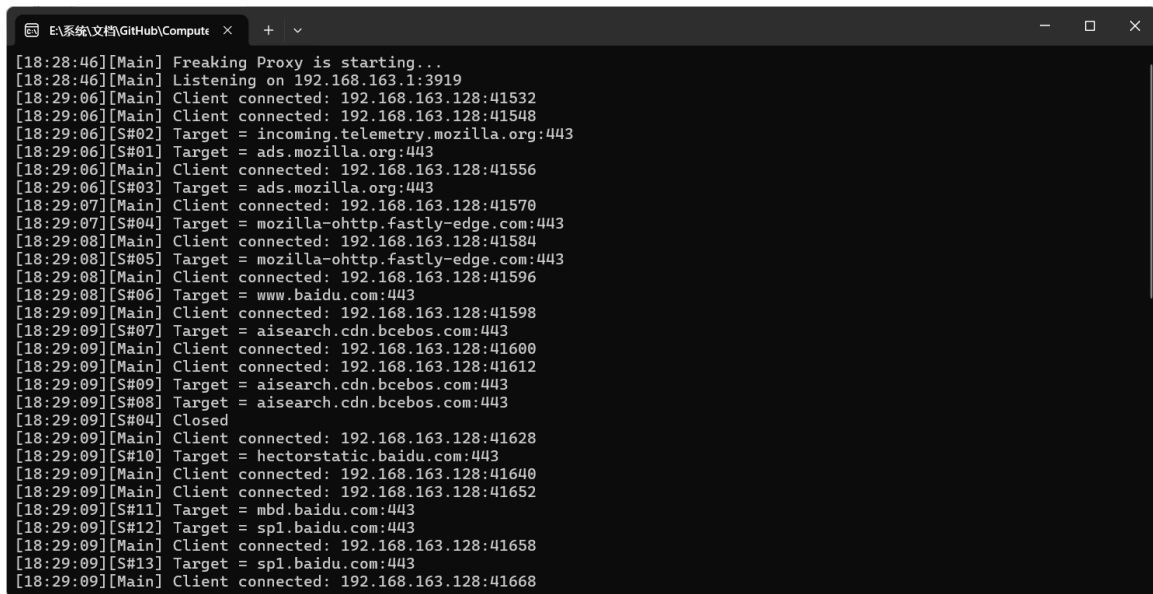 E:\系统\文档\GitHub\Compute
[18:28:46][Main] Freaking Proxy is starting...
[18:28:46][Main] Listening on 192.168.163.1:3919
[18:29:06][Main] Client connected: 192.168.163.128:41532
[18:29:06][Main] Client connected: 192.168.163.128:41548
[18:29:06][S#02] Target = incoming.telemetry.mozilla.org:443
[18:29:06][S#01] Target = ads.mozilla.org:443
[18:29:06][Main] Client connected: 192.168.163.128:41556
[18:29:06][S#03] Target = ads.mozilla.org:443
[18:29:07][Main] Client connected: 192.168.163.128:41570
[18:29:07][S#04] Target = mozilla-ohttp.fastly-edge.com:443
[18:29:08][Main] Client connected: 192.168.163.128:41584
[18:29:08][S#05] Target = mozilla-ohttp.fastly-edge.com:443
[18:29:08][Main] Client connected: 192.168.163.128:41596
[18:29:08][S#06] Target = www.baidu.com:443
[18:29:09][Main] Client connected: 192.168.163.128:41598
[18:29:09][S#07] Target = aisearch.cdn.bcebos.com:443
[18:29:09][Main] Client connected: 192.168.163.128:41600
[18:29:09][Main] Client connected: 192.168.163.128:41612
[18:29:09][S#09] Target = aisearch.cdn.bcebos.com:443
[18:29:09][S#08] Target = aisearch.cdn.bcebos.com:443
[18:29:09][S#04] Closed
[18:29:09][Main] Client connected: 192.168.163.128:41628
[18:29:09][S#10] Target = hectorstatic.baidu.com:443
[18:29:09][Main] Client connected: 192.168.163.128:41640
[18:29:09][Main] Client connected: 192.168.163.128:41652
[18:29:09][S#11] Target = mbd.baidu.com:443
[18:29:09][S#12] Target = sp1.baidu.com:443
[18:29:09][Main] Client connected: 192.168.163.128:41658
[18:29:09][S#13] Target = sp1.baidu.com:443
[18:29:09][Main] Client connected: 192.168.163.128:41668